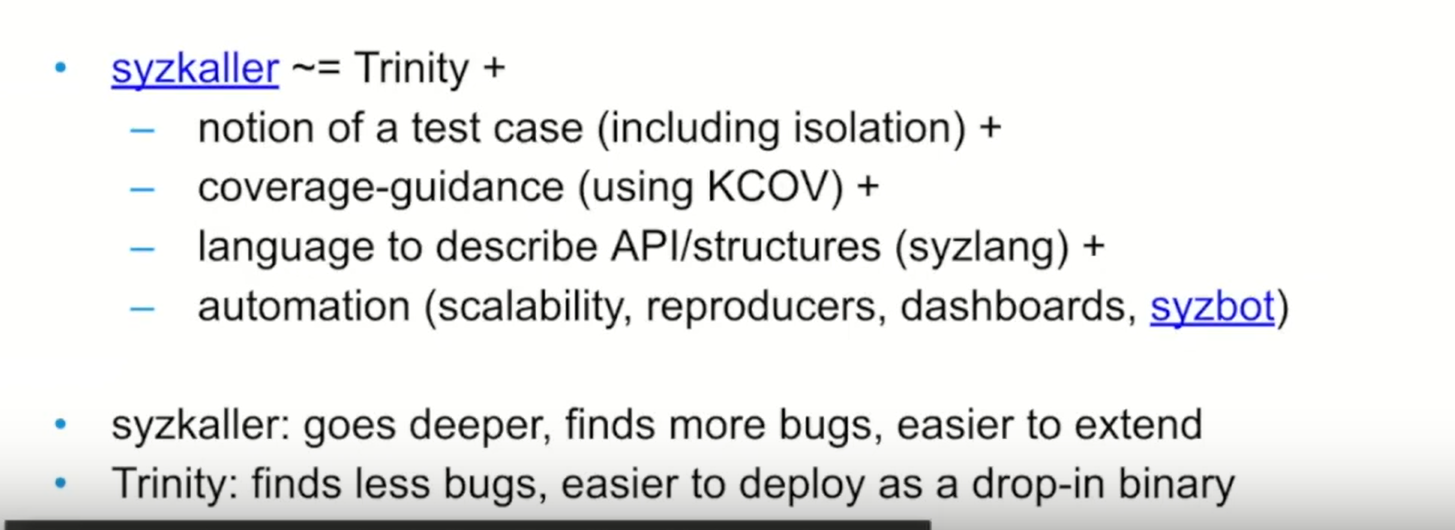 • syzkaller ~= Trinity +
– notion of a test case (including isolation) +
– coverage-guidance (using KCOV) +
– language to describe API/structures (syzlang) +
– automation (scalability, reproducers, dashboards, syzbot)
• syzkaller: goes deeper, finds more bugs, easier to extend
• Trinity: finds less bugs, easier to deploy as a drop-in binary